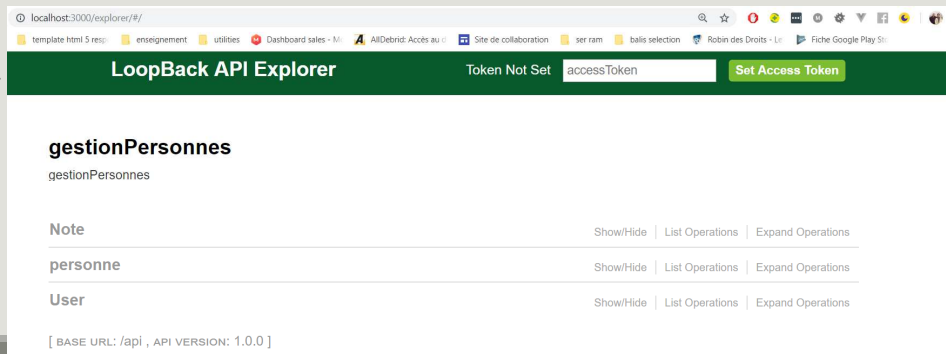 localhost:3000/explorer/#/
template html 5 resp enseignement utilities Dashboard sales - M AllDebrid: Accès au d Site de collaboration ser ram balis selection Robin des Droits - Le Fiche Google Play Sto
LoopBack API Explorer Token Not Set accessToken Set Access Token
gestionPersonnes
gestionPersonnes
Note Show/Hide List Operations Expand Operations
personne Show/Hide List Operations Expand Operations
User Show/Hide List Operations Expand Operations
[ BASE URL: /api , API VERSION: 1.0.0 ]